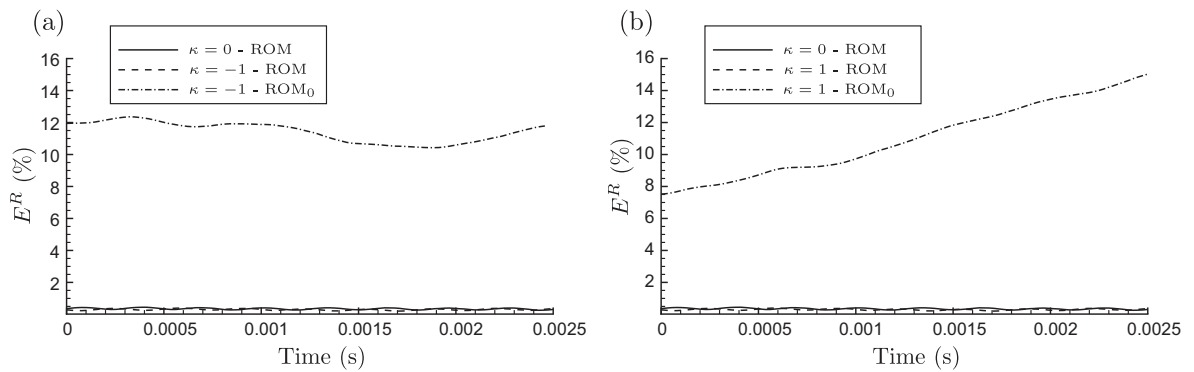 (a)
κ = 0 - ROM
κ = −1 - ROM
κ = −1 - ROM₀
16
14
12
10
8
6
4
2
E^R (%)
0 0.0005 0.001 0.0015 0.002 0.0025
Time (s)
(b)
κ = 0 - ROM
κ = 1 - ROM
κ = 1 - ROM₀
16
14
12
10
8
6
4
2
E^R (%)
0 0.0005 0.001 0.0015 0.002 0.0025
Time (s)